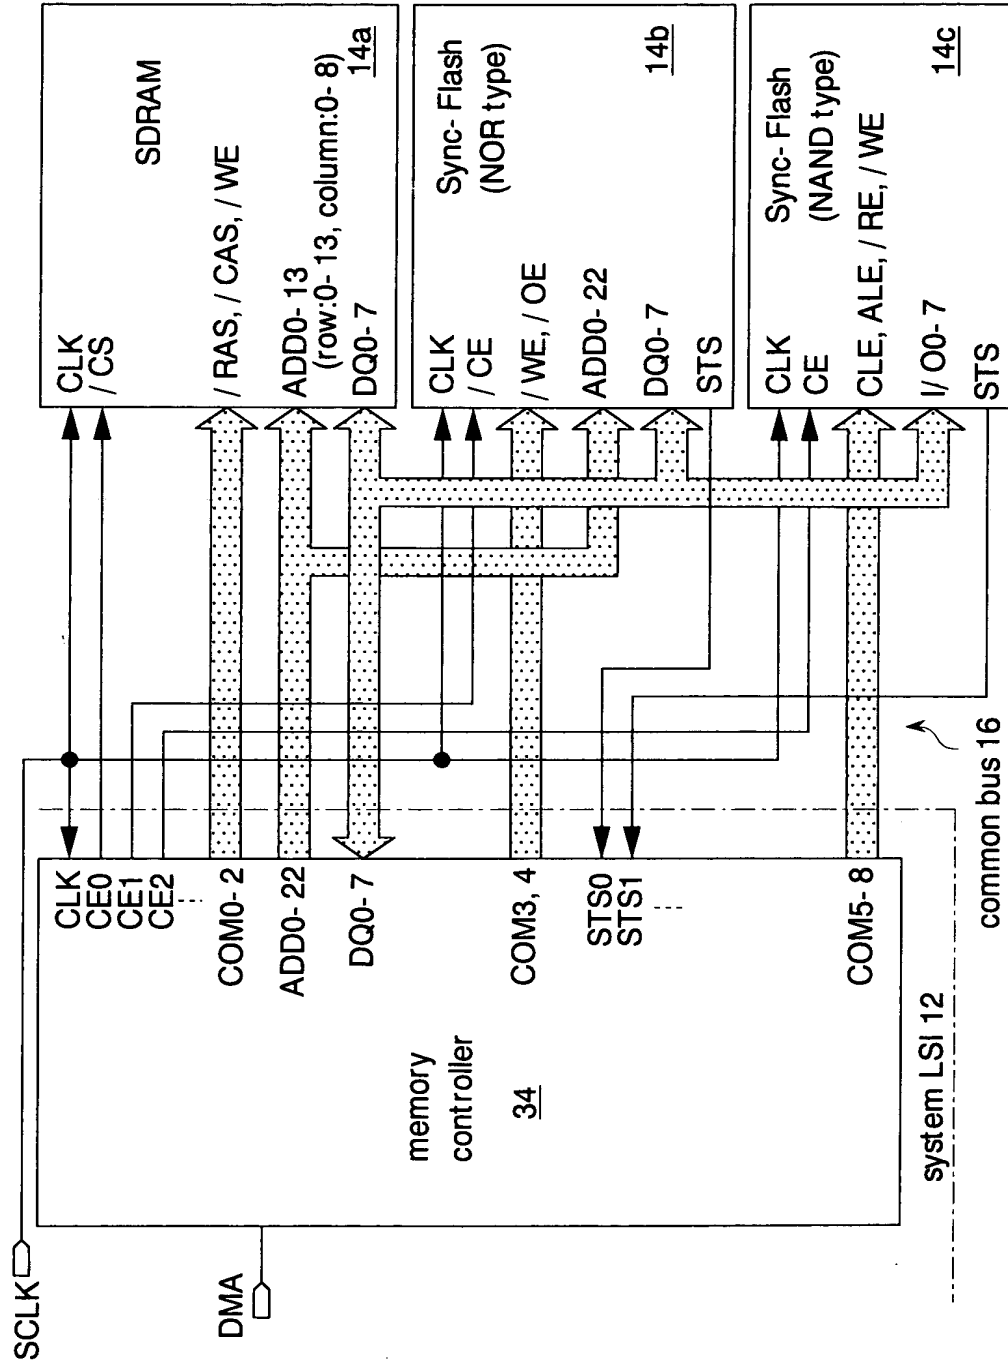 SCLK
DMA
memory
controller
34
CLK
CE0
CE1
CE2
COM0-2
ADD0-22
DQ0-7
COM3, 4
STS0
STS1
COM5-8
system LSI 12
common bus 16
CLK
/CS
SDRAM
/RAS, /CAS, /WE
ADD0-13
(row:0-13, column:0-8)
DQ0-7
14a
CLK
/CE
Sync-Flash
(NOR type)
/WE, /OE
ADD0-22
DQ0-7
STS
14b
CLK
CE
Sync-Flash
(NAND type)
CLE, ALE, /RE, /WE
I/O0-7
STS
14c